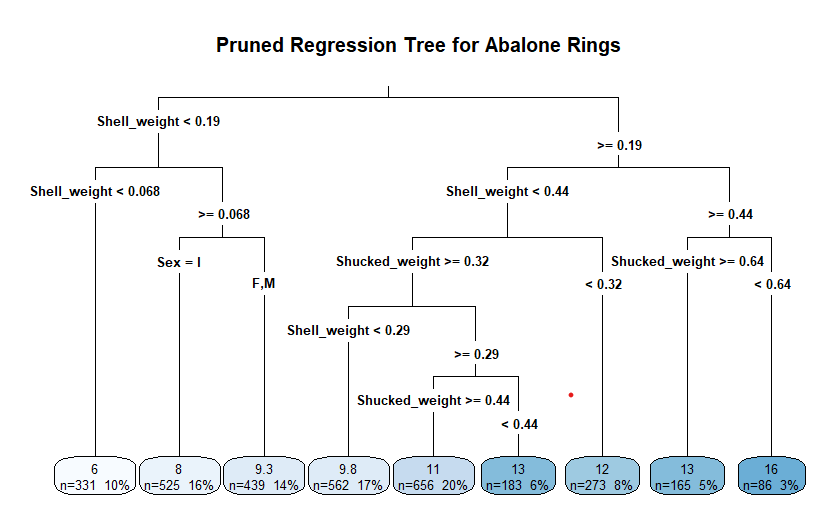 Pruned Regression Tree for Abalone Rings
Shell_weight < 0.19
>= 0.19
Shell_weight < 0.068
Shell_weight < 0.44
>= 0.068
>= 0.44
Sex = I
Shucked_weight >= 0.32
Shucked_weight >= 0.64
F,M
< 0.32
< 0.64
Shell_weight < 0.29
>= 0.29
Shucked_weight >= 0.44
< 0.44
6
n=331 10%
8
n=525 16%
9.3
n=439 14%
9.8
n=562 17%
11
n=656 20%
13
n=183 6%
12
n=273 8%
13
n=165 5%
16
n=86 3%